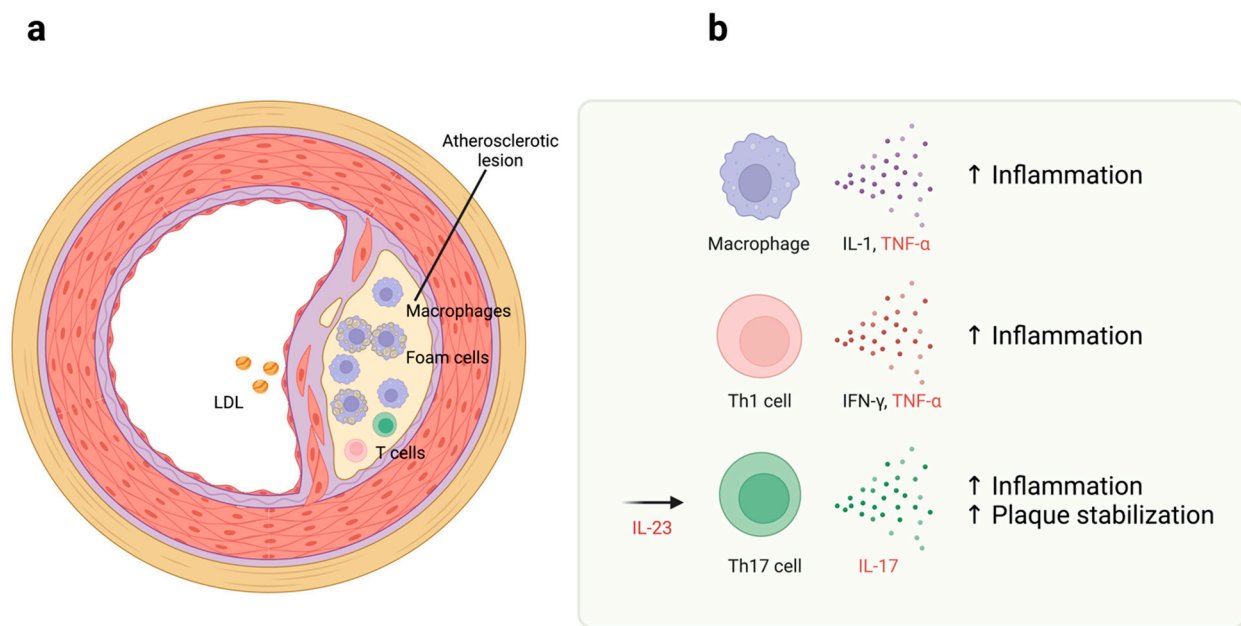 a
Atherosclerotic
lesion
Macrophages
Foam cells
LDL
T cells
b
↑ Inflammation
Macrophage
IL-1, TNF-α
↑ Inflammation
Th1 cell
IFN-γ, TNF-α
IL-23
↑ Inflammation
↑ Plaque stabilization
Th17 cell
IL-17